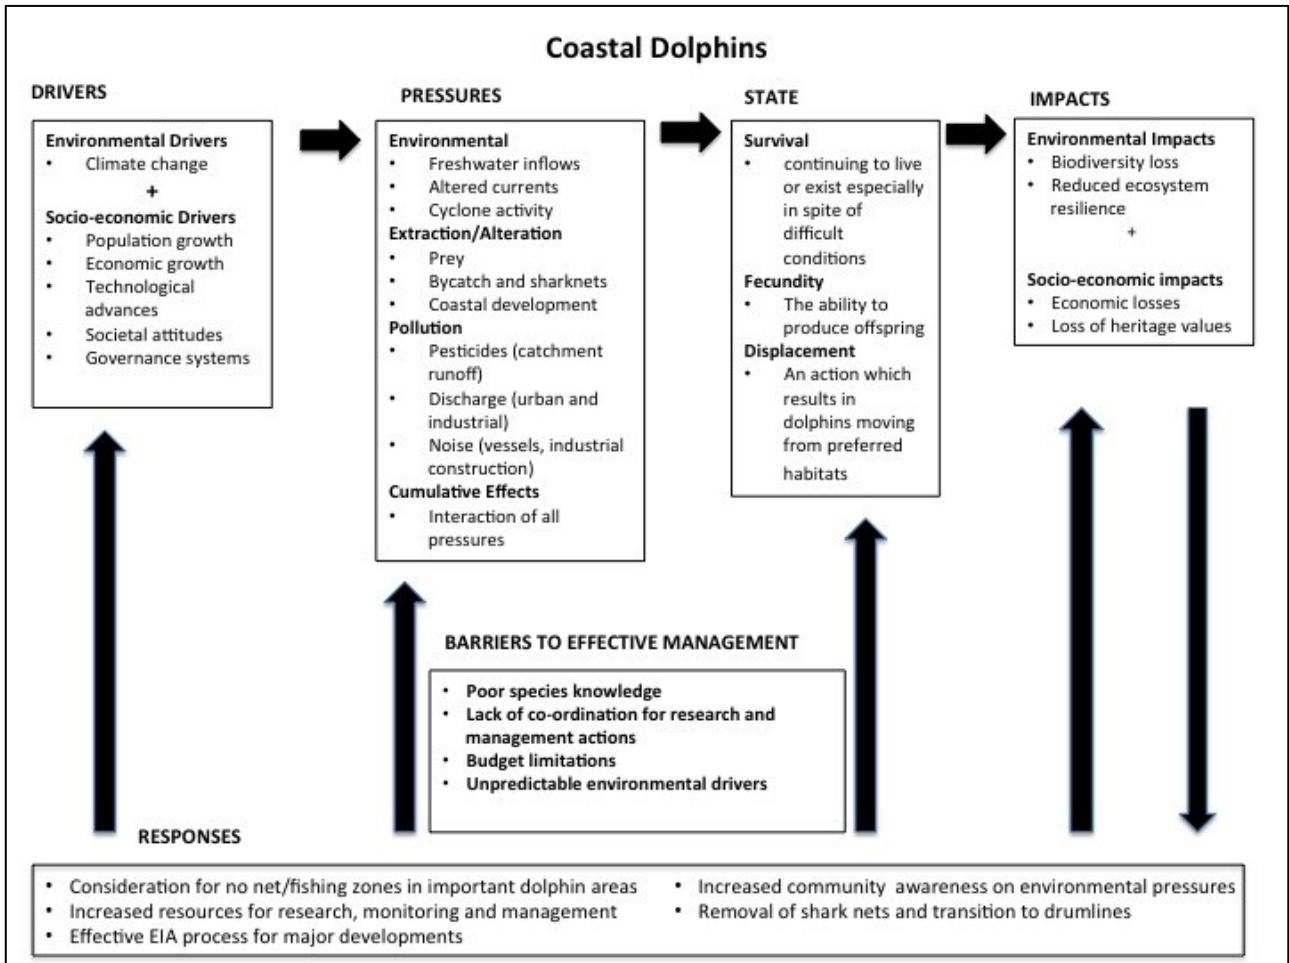 Coastal Dolphins
DRIVERS
Environmental Drivers
• Climate change
+
Socio-economic Drivers
• Population growth
• Economic growth
• Technological
advances
• Societal attitudes
• Governance systems
PRESSURES
Environmental
• Freshwater inflows
• Altered currents
• Cyclone activity
Extraction/Alteration
• Prey
• Bycatch and sharknets
• Coastal development
Pollution
• Pesticides (catchment
runoff)
• Discharge (urban and
industrial)
• Noise (vessels, industrial
construction)
Cumulative Effects
• Interaction of all
pressures
STATE
Survival
• continuing to live
or exist especially
in spite of
difficult
conditions
Fecundity
• The ability to
produce offspring
Displacement
• An action which
results in
dolphins moving
from preferred
habitats
IMPACTS
Environmental Impacts
• Biodiversity loss
• Reduced ecosystem
resilience
+
Socio-economic impacts
• Economic losses
• Loss of heritage values
BARRIERS TO EFFECTIVE MANAGEMENT
• Poor species knowledge
• Lack of co-ordination for research and
management actions
• Budget limitations
• Unpredictable environmental drivers
RESPONSES
• Consideration for no net/fishing zones in important dolphin areas
• Increased resources for research, monitoring and management
• Effective EIA process for major developments
• Increased community awareness on environmental pressures
• Removal of shark nets and transition to drumlines